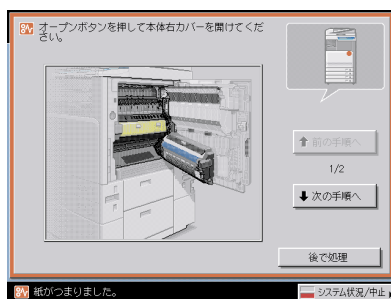 オープンボタンを押して本体右カバーを開けてくだ
さい。
前の手順へ
1/2
次の手順へ
後で処理
紙がつまりました。
システム状況/中止